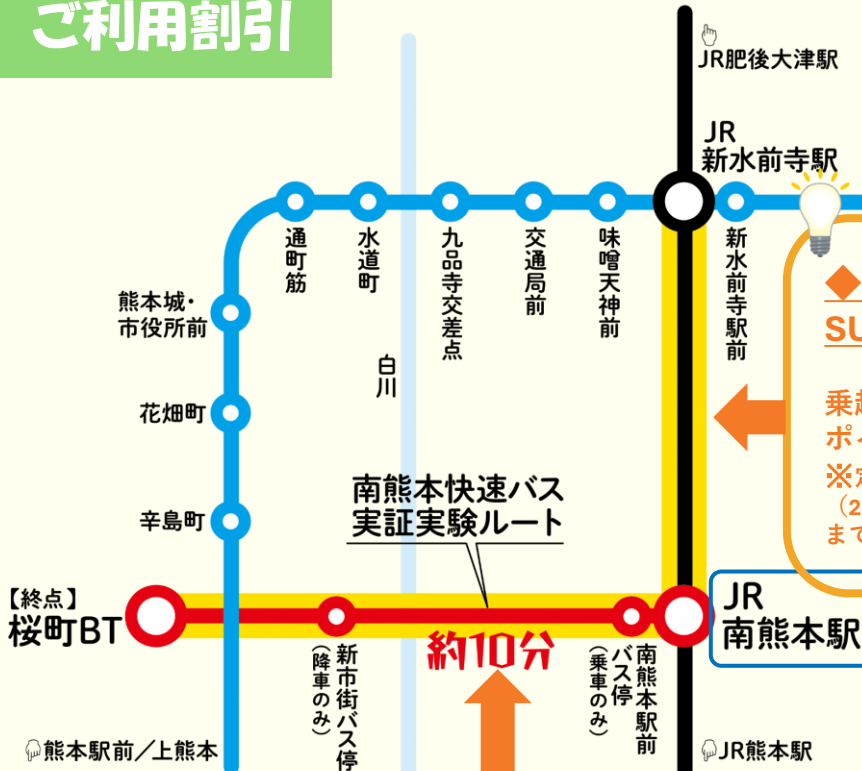 ご利用割引
JR肥後大津駅
JR
新水前寺駅
通町筋
水道町
九品寺交差点
交通局前
味噌天神前
新水前寺駅前
熊本城・
市役所前
花畑町
辛島町
白川
◆
SU
乗越
ポイ
※定
（2
まで
南熊本快速バス
実証実験ルート
【終点】
桜町BT
約10分
JR
南熊本駅
新市街バス停
（降車のみ）
南熊本駅前
バス停
（乗車のみ）
熊本駅前／上熊本
JR熊本駅